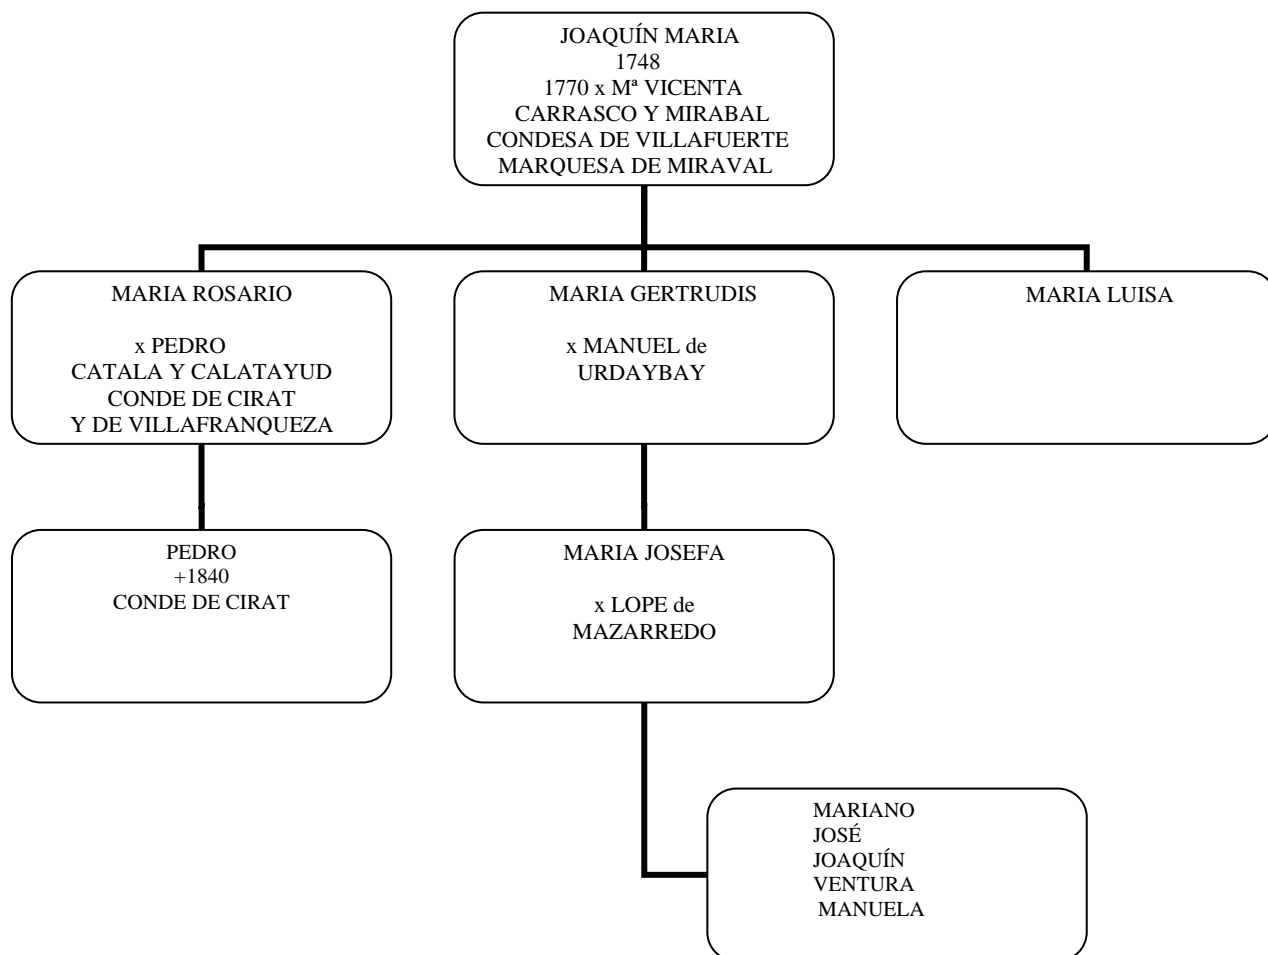 JOAQUÍN MARIA
1748
1770 x Mª VICENTA
CARRASCO Y MIRABAL
CONDESA DE VILLAFUERTE
MARQUESA DE MIRAVAL
MARIA ROSARIO
x PEDRO
CATALA Y CALATAYUD
CONDE DE CIRAT
Y DE VILLAFRANQUEZA
MARIA GERTRUDIS
x MANUEL de
URDAYBAY
MARIA LUISA
PEDRO
+1840
CONDE DE CIRAT
MARIA JOSEFA
x LOPE de
MAZARREDO
MARIANO
JOSÉ
JOAQUÍN
VENTURA
MANUELA